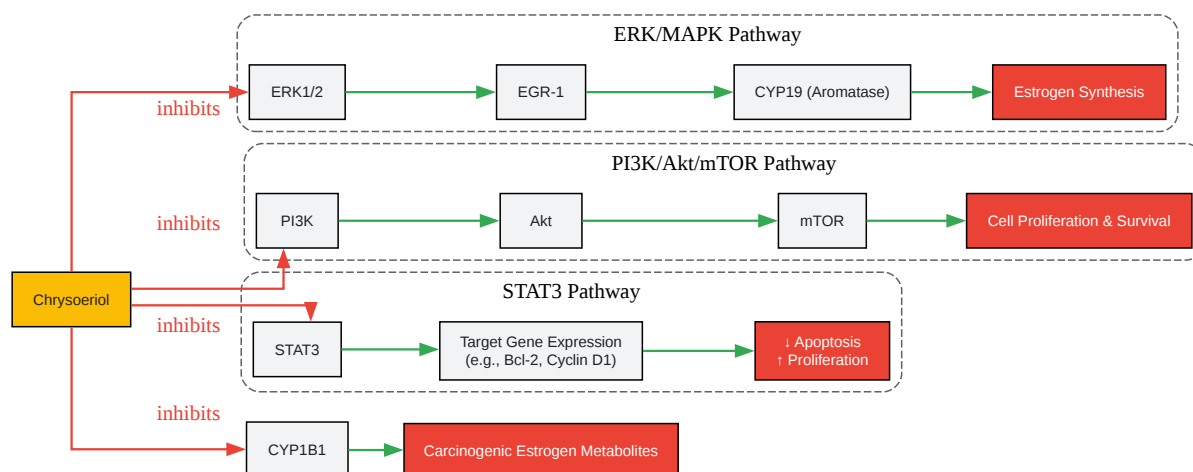 ERK/MAPK Pathway
ERK1/2
EGR-1
CYP19 (Aromatase)
Estrogen Synthesis
inhibits
PI3K/Akt/mTOR Pathway
inhibits
PI3K
Akt
mTOR
Cell Proliferation & Survival
Chrysoeriol
STAT3 Pathway
inhibits
STAT3
Target Gene Expression
(e.g., Bcl-2, Cyclin D1)
↓ Apoptosis
↑ Proliferation
inhibits
CYP1B1
Carcinogenic Estrogen Metabolites